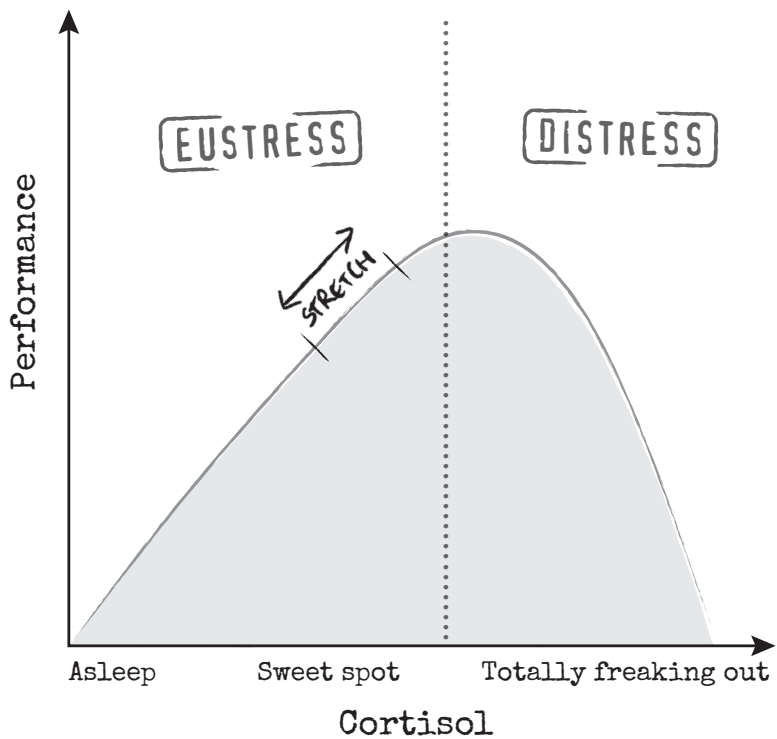 EUSTRESS
DISTRESS
STRETCH
Performance
Asleep
Sweet spot
Totally freaking out
Cortisol